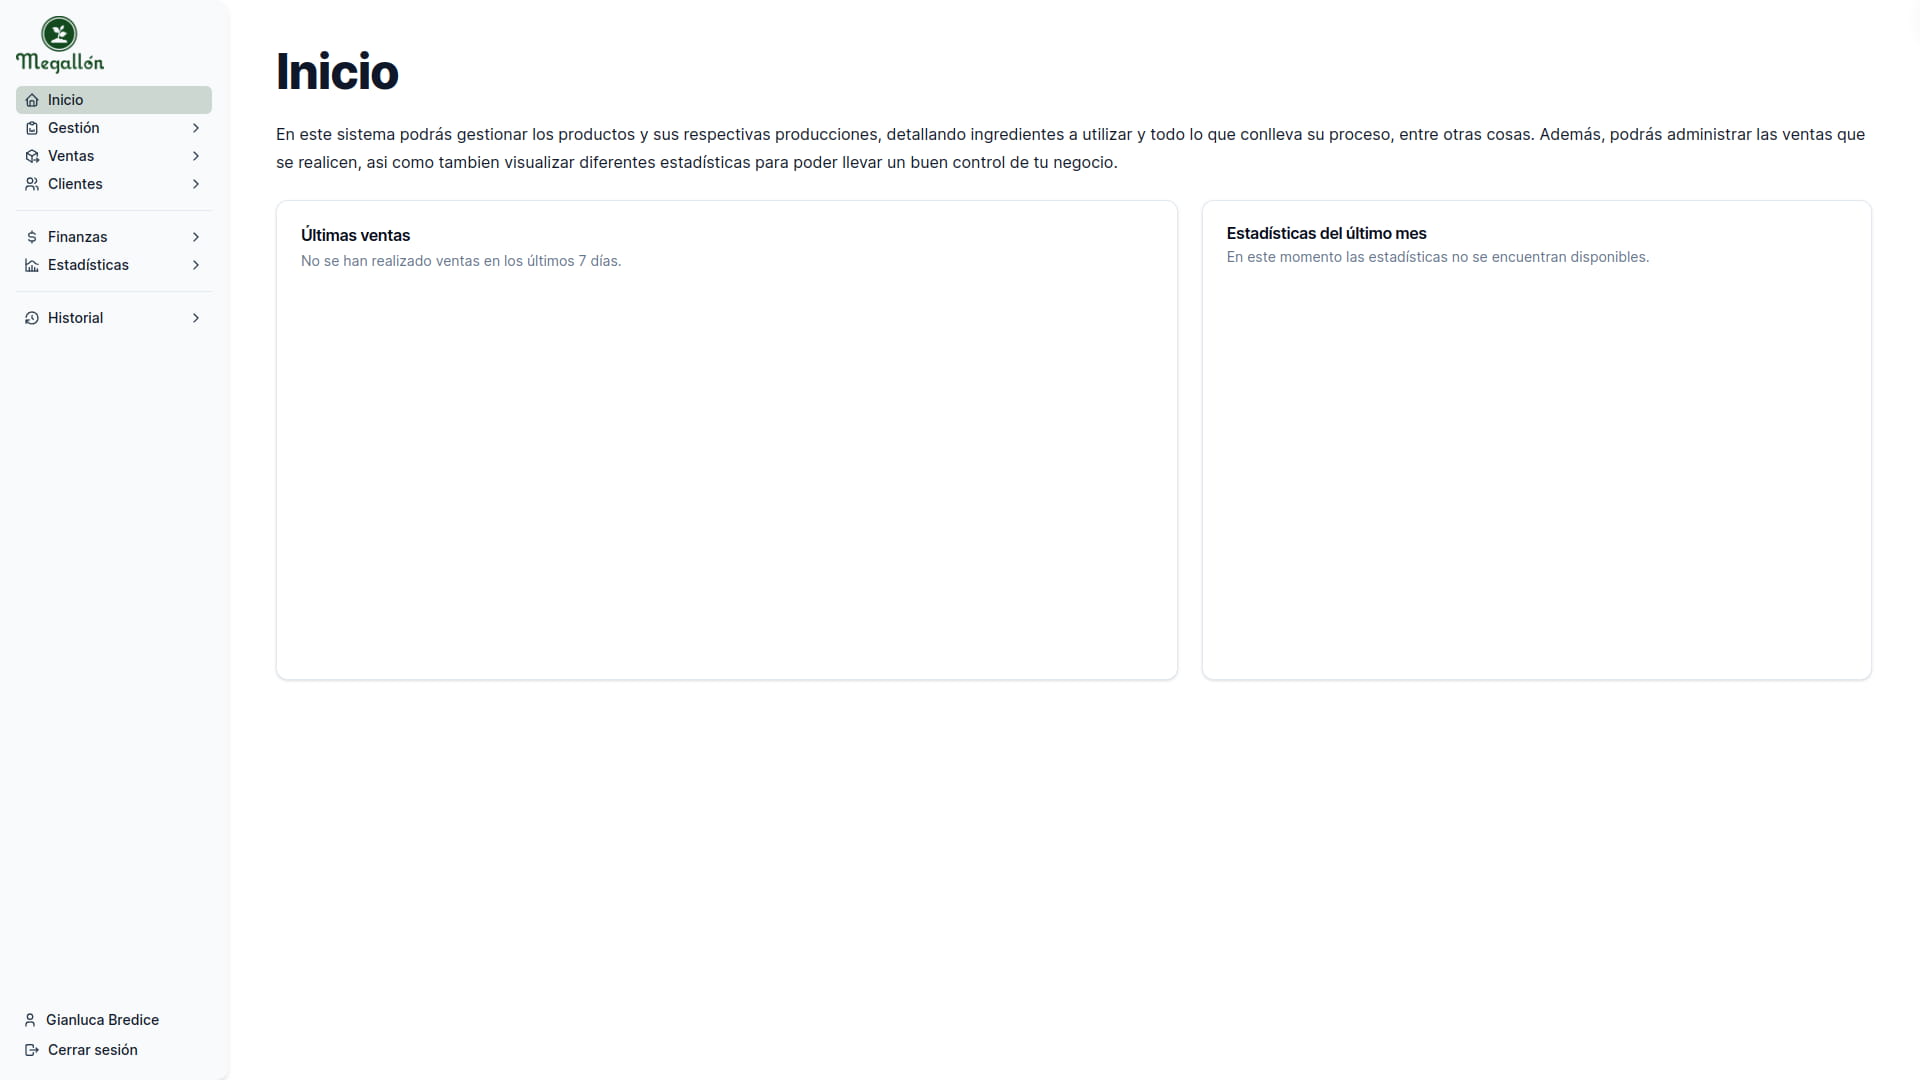 Megallón
Inicio
Gestión
Ventas
Clientes
Finanzas
Estadísticas
Historial
Gianluca Bredice
Cerrar sesión
Inicio
En este sistema podrás gestionar los productos y sus respectivas producciones, detallando ingredientes a utilizar y todo lo que conlleva su proceso, entre otras cosas. Además, podrás administrar las ventas que
se realicen, asi como tambien visualizar diferentes estadísticas para poder llevar un buen control de tu negocio.
Últimas ventas
No se han realizado ventas en los últimos 7 días.
Estadísticas del último mes
En este momento las estadísticas no se encuentran disponibles.